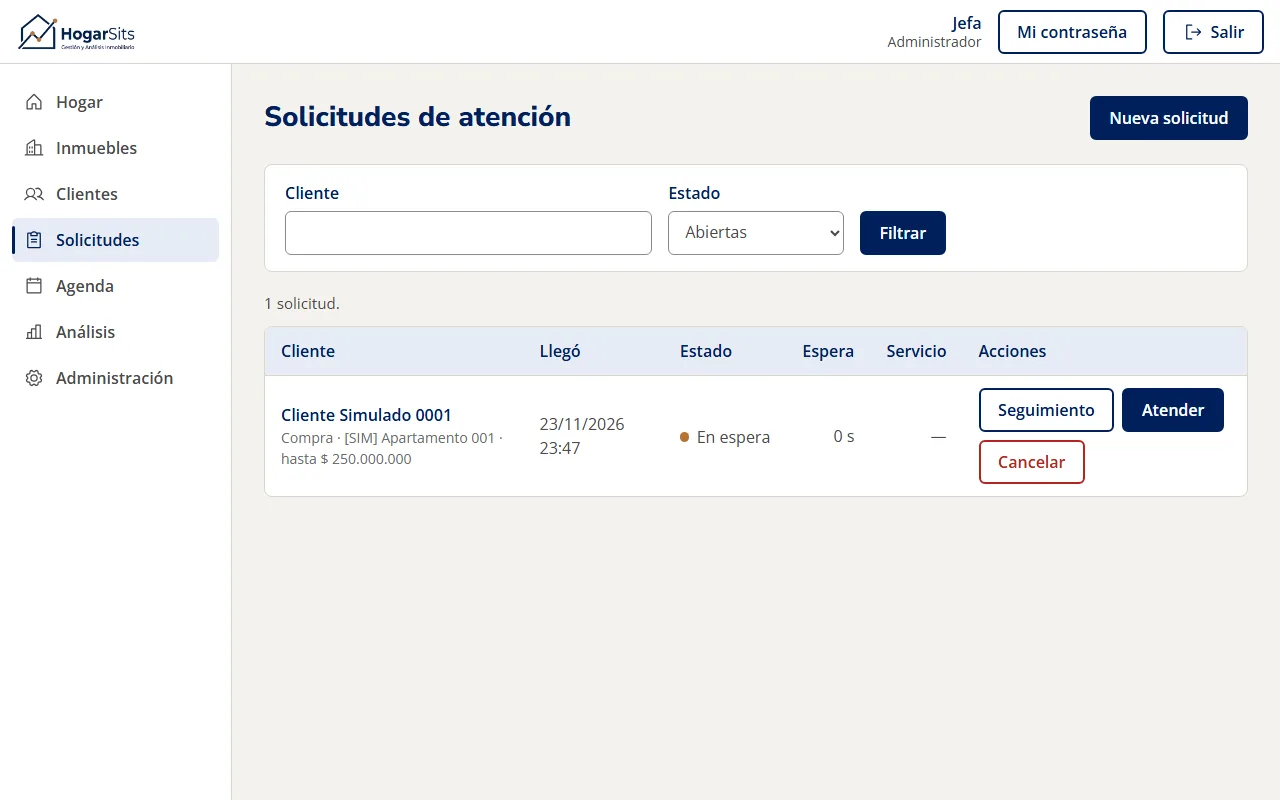 HogarSits
Gestión y Análisis Inmobiliario
Jefa
Administrador
Mi contraseña
Salir
Hogar
Inmuebles
Clientes
Solicitudes
Agenda
Análisis
Administración
Solicitudes de atención
Nueva solicitud
Cliente
Estado
Abiertas
Filtrar
1 solicitud.
Cliente Llegó Estado Espera Servicio Acciones
Cliente Simulado 0001
Compra · [SIM] Apartamento 001 ·
hasta $ 250.000.000
23/11/2026
23:47
En espera
0 s
—
Seguimiento
Atender
Cancelar